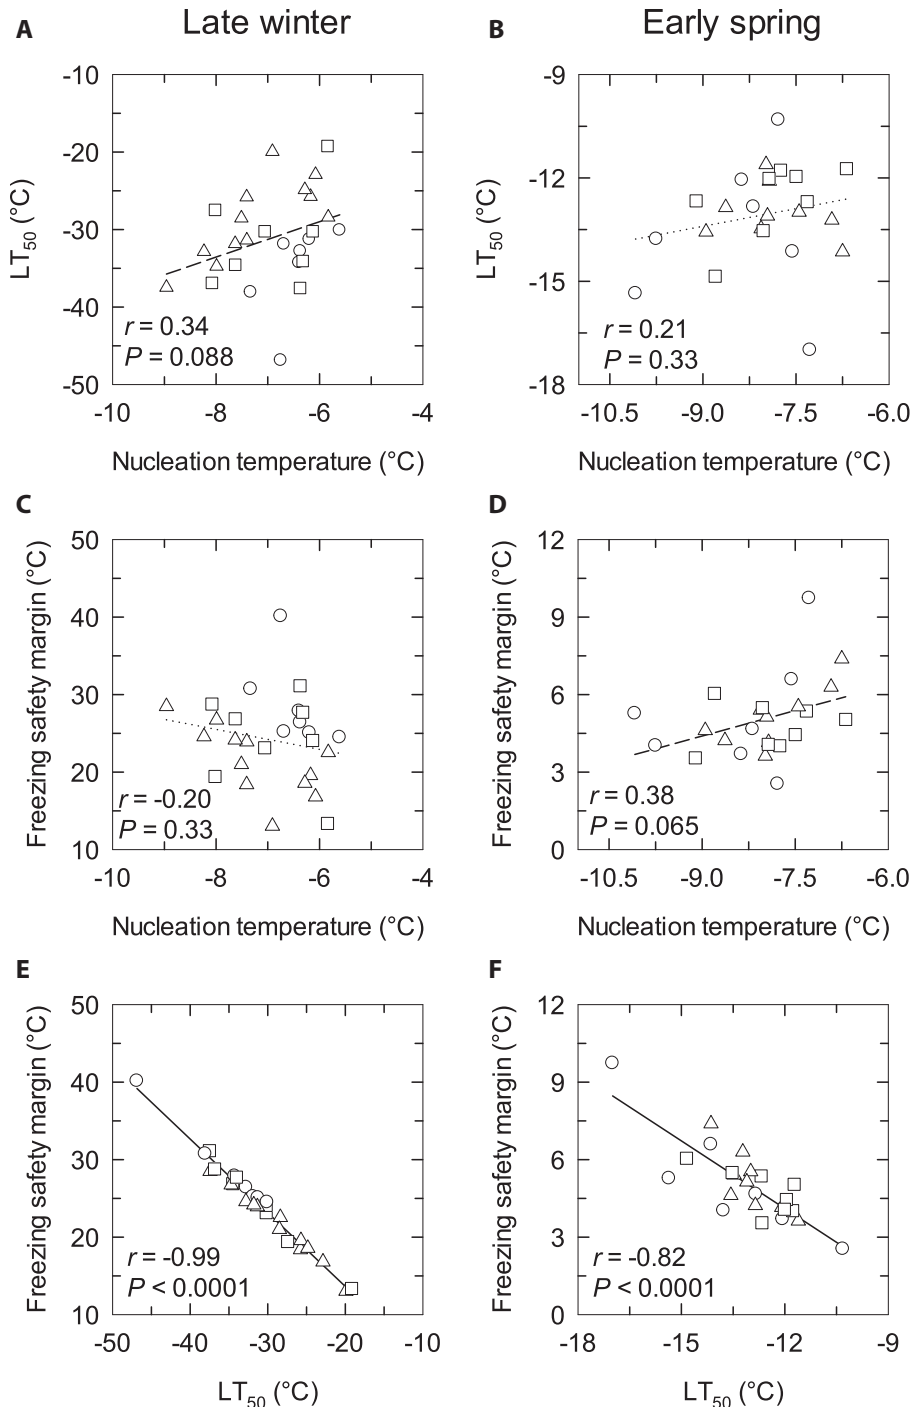 A Late winter B Early spring
-10
-20
-30
-40
-50
LT50 (°C)
r = 0.34
P = 0.088
-10 -8 -6 -4
Nucleation temperature (°C)
-9
-12
-15
-18
LT50 (°C)
r = 0.21
P = 0.33
-10.5 -9.0 -7.5 -6.0
Nucleation temperature (°C)
C
50
40
30
20
10
Freezing safety margin (°C)
r = -0.20
P = 0.33
-10 -8 -6 -4
Nucleation temperature (°C)
D
12
9
6
3
0
Freezing safety margin (°C)
r = 0.38
P = 0.065
-10.5 -9.0 -7.5 -6.0
Nucleation temperature (°C)
E
50
40
30
20
10
Freezing safety margin (°C)
r = -0.99
P < 0.0001
-50 -40 -30 -20 -10
LT50 (°C)
F
12
9
6
3
0
Freezing safety margin (°C)
r = -0.82
P < 0.0001
-18 -15 -12 -9
LT50 (°C)